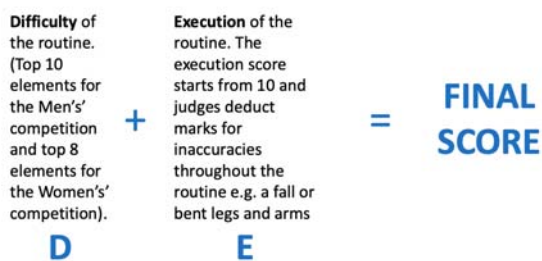 Difficulty of
the routine.
(Top 10
elements for
the Men's'
competition
and top 8
elements for
the Women's'
competition).
D
+
Execution of the
routine. The
execution score
starts from 10 and
judges deduct
marks for
inaccuracies
throughout the
routine e.g. a fall or
bent legs and arms
E
=
FINAL
SCORE